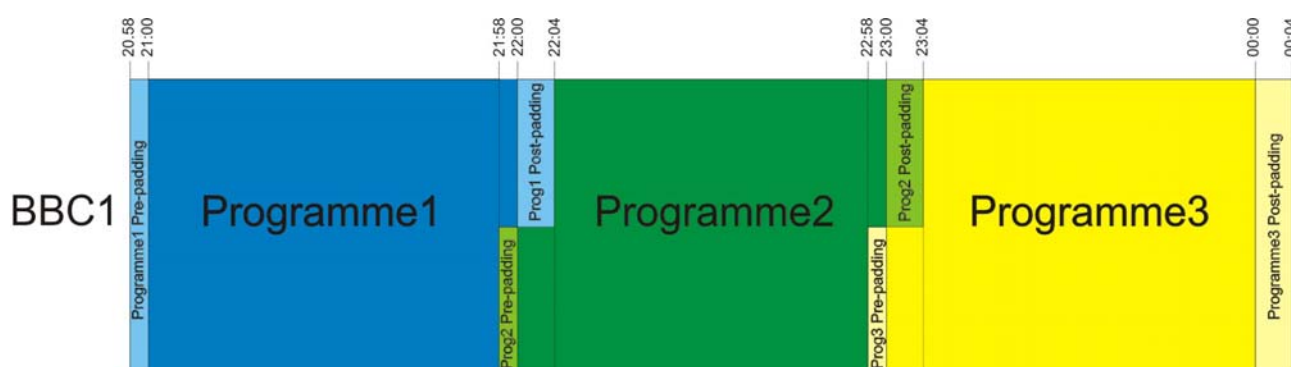 20.58
21:00
21:58
22:00
22:04
22:58
23:00
23:04
00:00
00:04
BBC1
Programme1 Pre-padding
Programme1
Prog2 Pre-padding
Prog1 Post-padding
Programme2
Prog3 Pre-padding
Prog2 Post-padding
Programme3
Programme3 Post-padding